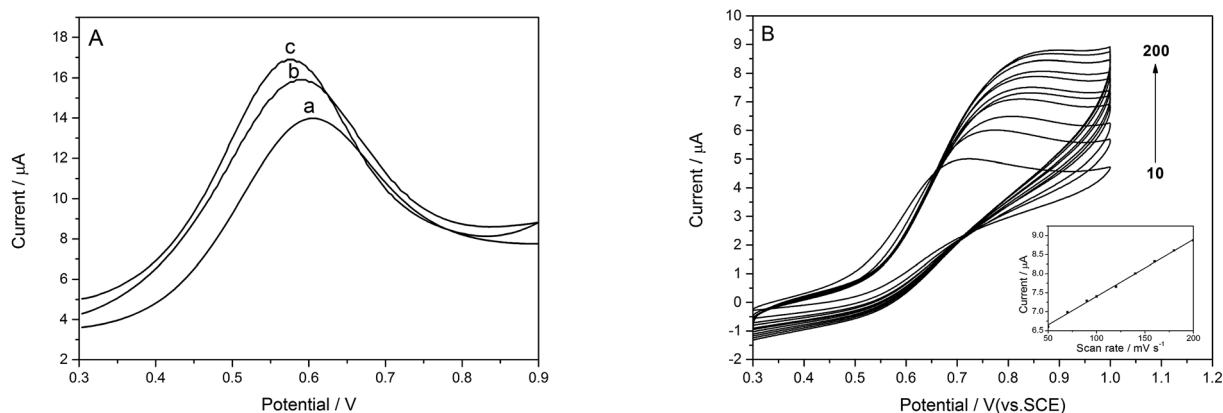 A
18
16
14
12
10
8
6
4
2
c
b
a
0.3 0.4 0.5 0.6 0.7 0.8 0.9
Potential / V
Current / μA
B
10
9
8
7
6
5
4
3
2
1
0
-1
-2
200
10
0.3 0.4 0.5 0.6 0.7 0.8 0.9 1.0 1.1 1.2
Potential / V(vs.SCE)
Current / μA
9.0
8.5
8.0
7.5
7.0
6.5
50 100 150 200
Scan rate / mV s⁻¹
Current / μA